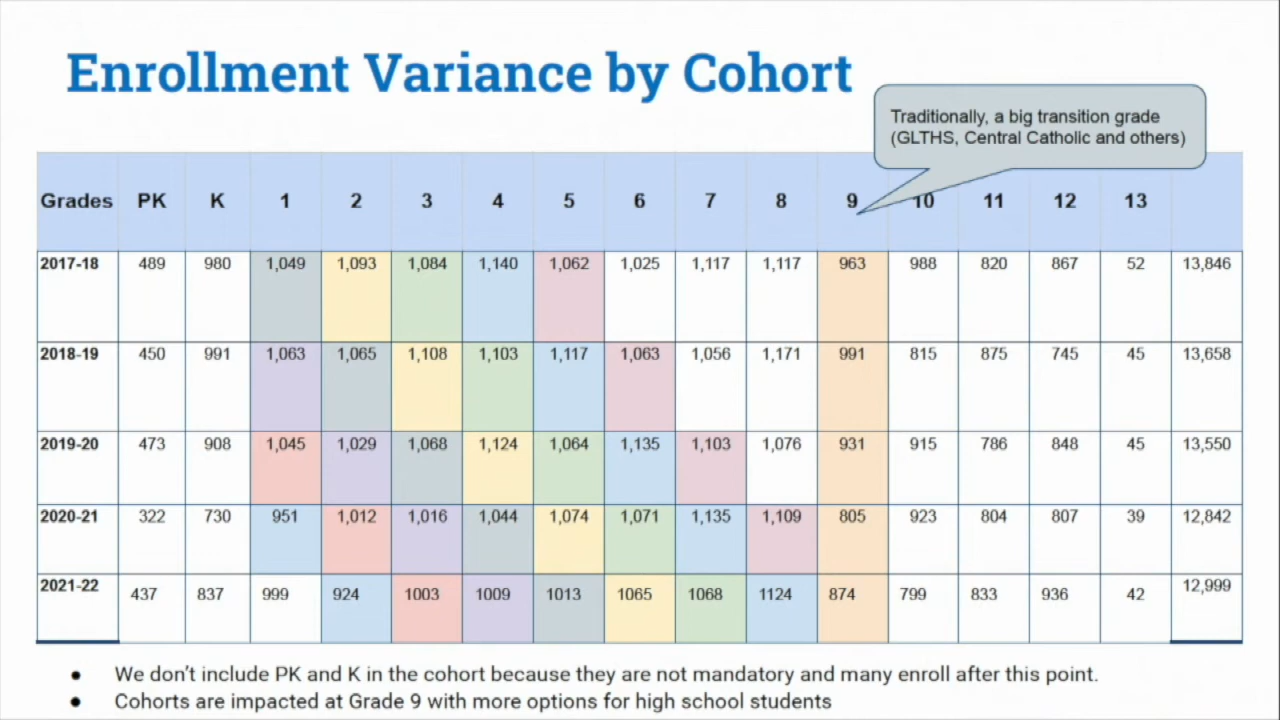 Enrollment Variance by Cohort
Traditionally, a big transition grade
(GLTHS, Central Catholic and others)
Grades PK K 1 2 3 4 5 6 7 8 9 10 11 12 13
2017-18 489 980 1,049 1,093 1,084 1,140 1,062 1,025 1,117 1,117 963 988 820 867 52 13,846
2018-19 450 991 1,063 1,065 1,108 1,103 1,117 1,063 1,056 1,171 991 815 875 745 45 13,658
2019-20 473 908 1,045 1,029 1,068 1,124 1,064 1,135 1,103 1,076 931 915 786 848 45 13,550
2020-21 322 730 951 1,012 1,016 1,044 1,074 1,071 1,135 1,109 805 923 804 807 39 12,842
2021-22 437 837 999 924 1003 1009 1013 1065 1068 1124 874 799 833 936 42 12,999
● We don't include PK and K in the cohort because they are not mandatory and many enroll after this point.
● Cohorts are impacted at Grade 9 with more options for high school students